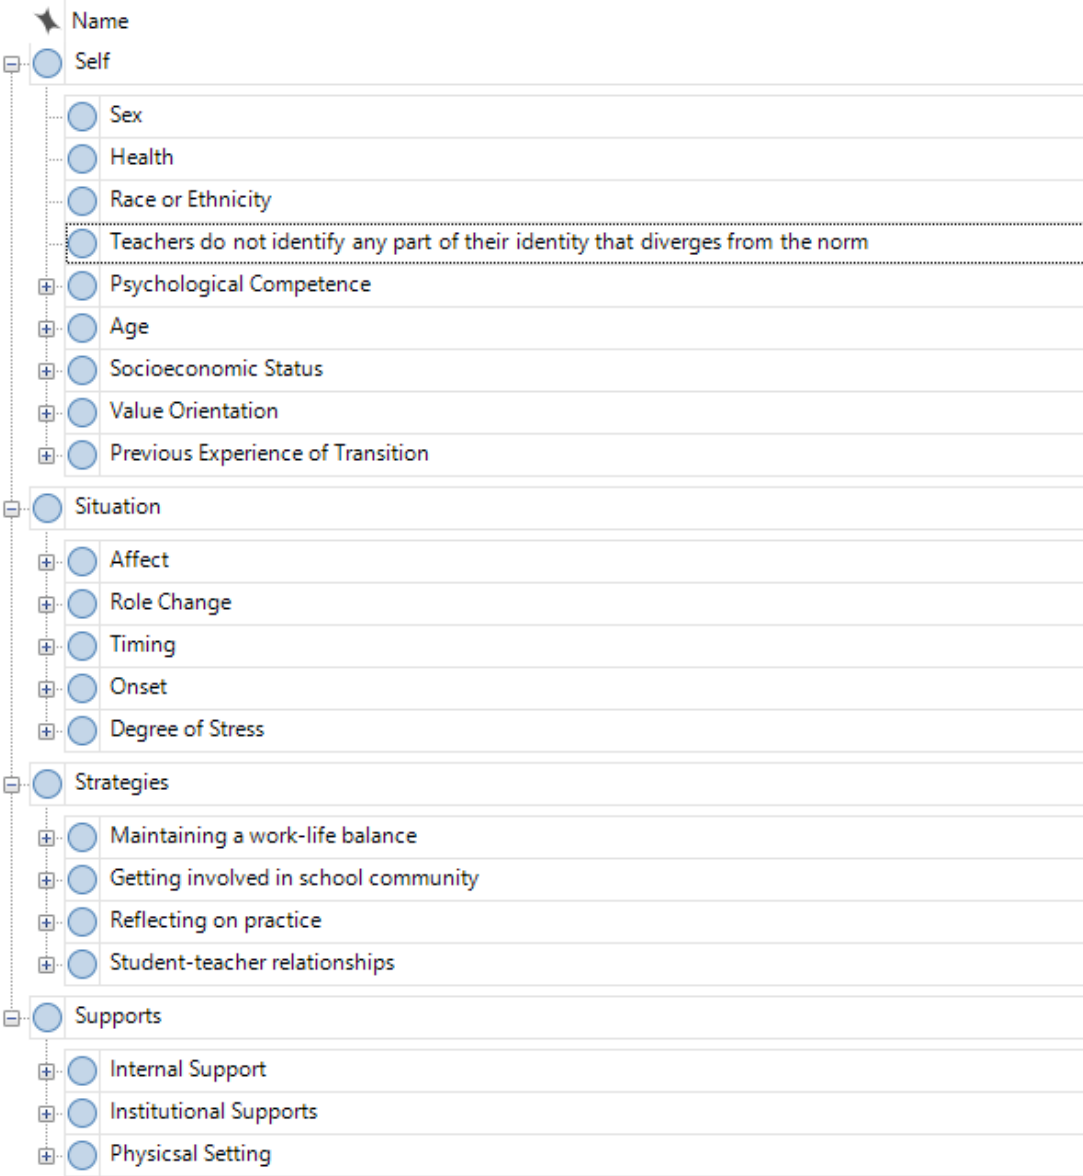 Name
Self
Sex
Health
Race or Ethnicity
Teachers do not identify any part of their identity that diverges from the norm
Psychological Competence
Age
Socioeconomic Status
Value Orientation
Previous Experience of Transition
Situation
Affect
Role Change
Timing
Onset
Degree of Stress
Strategies
Maintaining a work-life balance
Getting involved in school community
Reflecting on practice
Student-teacher relationships
Supports
Internal Support
Institutional Supports
Physicsal Setting